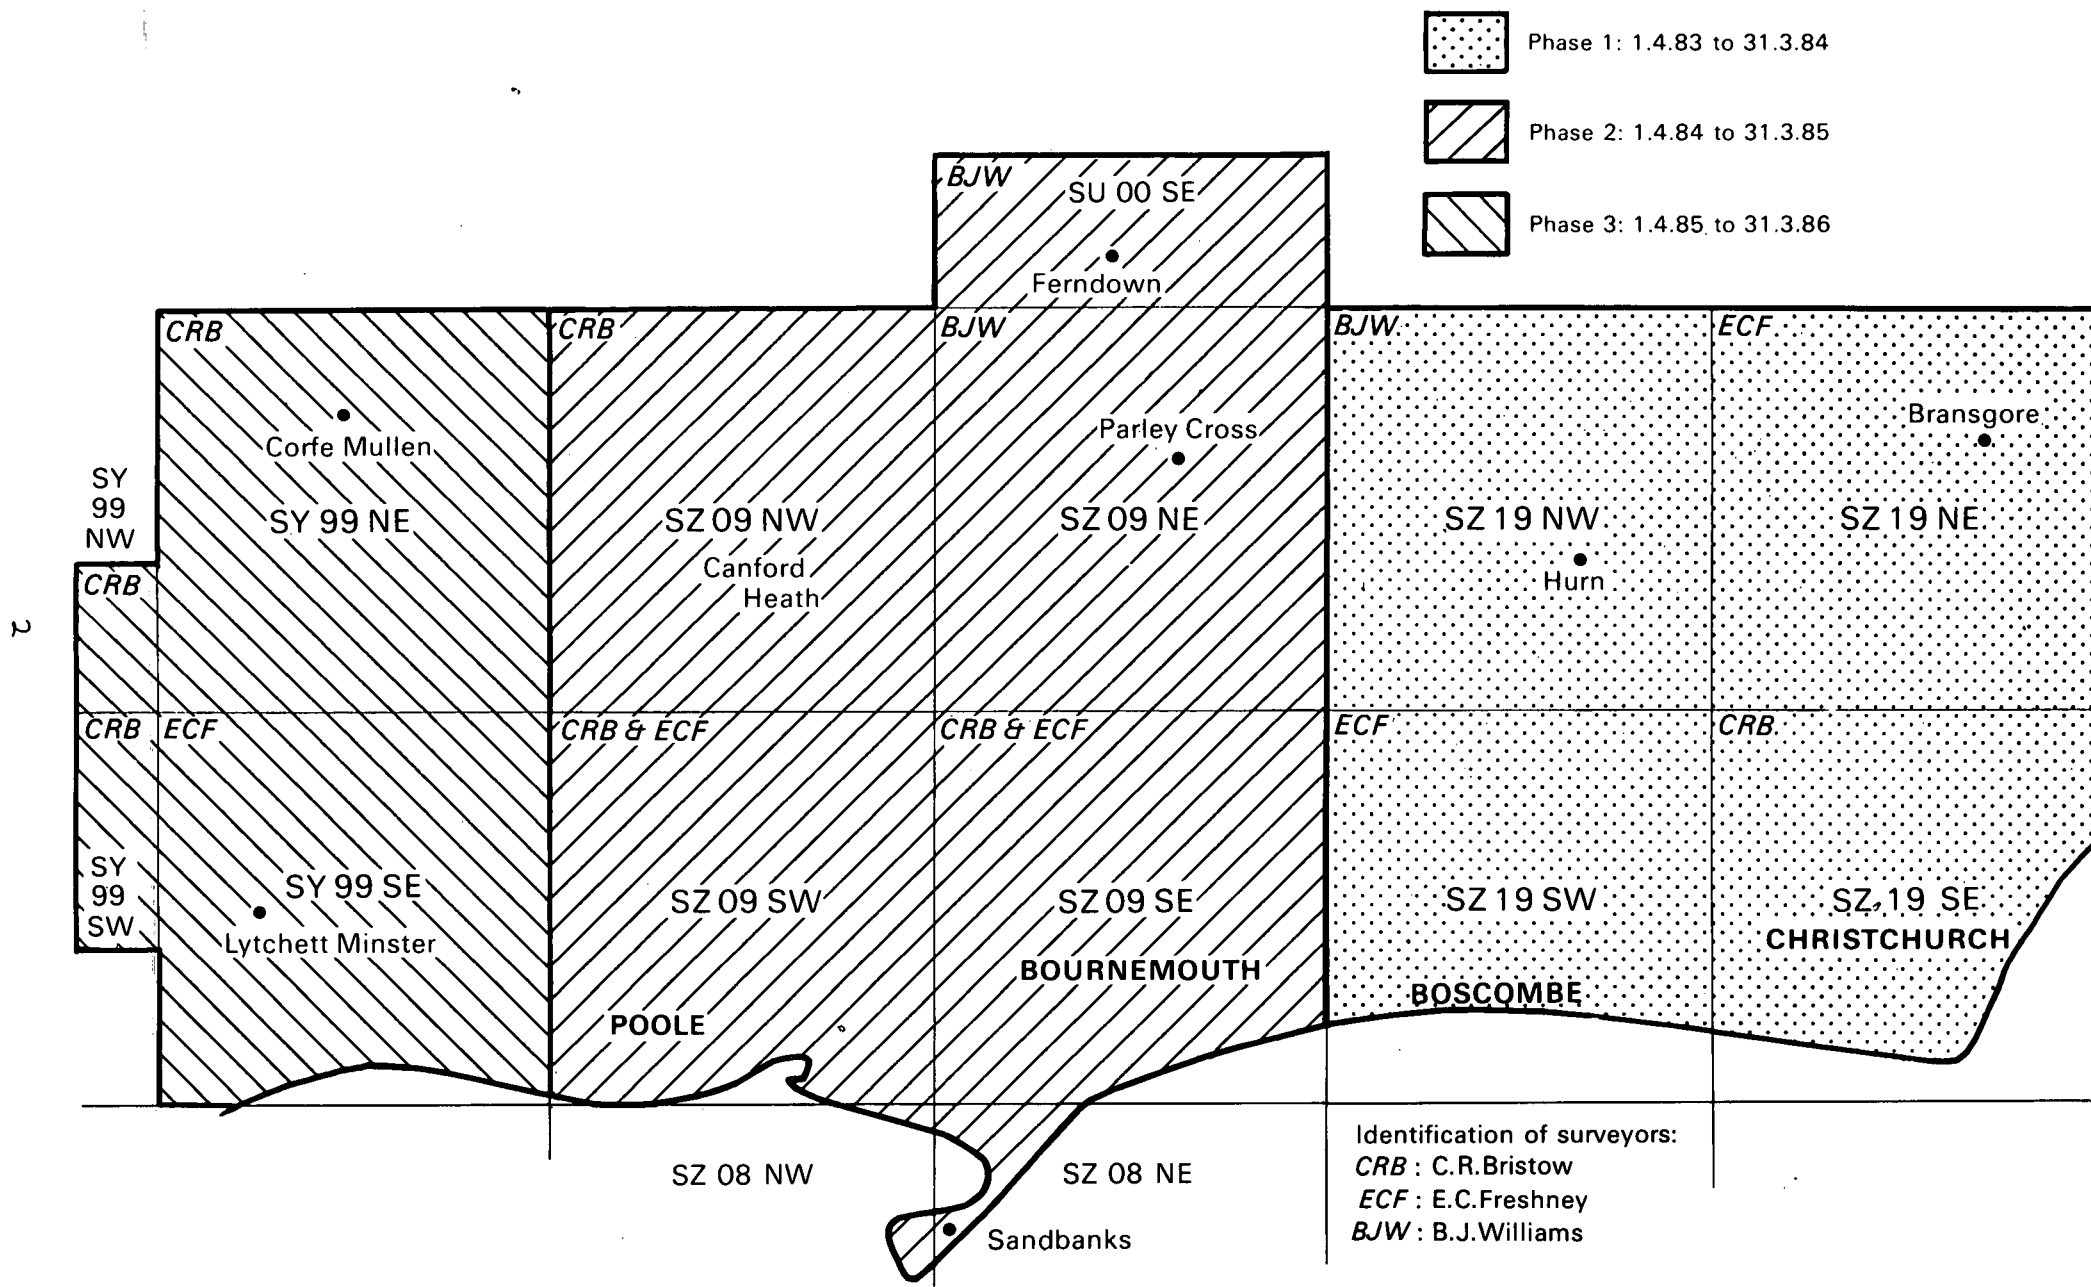 Phase 1: 1.4.83 to 31.3.84
Phase 2: 1.4.84 to 31.3.85
Phase 3: 1.4.85 to 31.3.86
BJW
SU 00 SE
Ferndown
CRB
CRB
BJW
BJW
ECF
Corfe Mullen
Parley Cross
Bransgore
SY
99
NW
SY 99 NE
SZ 09 NW
SZ 09 NE
SZ 19 NW
SZ 19 NE
Canford
Heath
Hurn
CRB
2
CRB
ECF
CRB & ECF
CRB & ECF
ECF
CRB
SY
99
SW
SY 99 SE
SZ 09 SW
SZ 09 SE
SZ 19 SW
SZ 19 SE
Lytchett Minster
CHRISTCHURCH
BOURNEMOUTH
BOSCOMBE
POOLE
SZ 08 NW
SZ 08 NE
Sandbanks
Identification of surveyors:
CRB : C.R.Bristow
ECF : E.C.Freshney
BJW : B.J.Williams